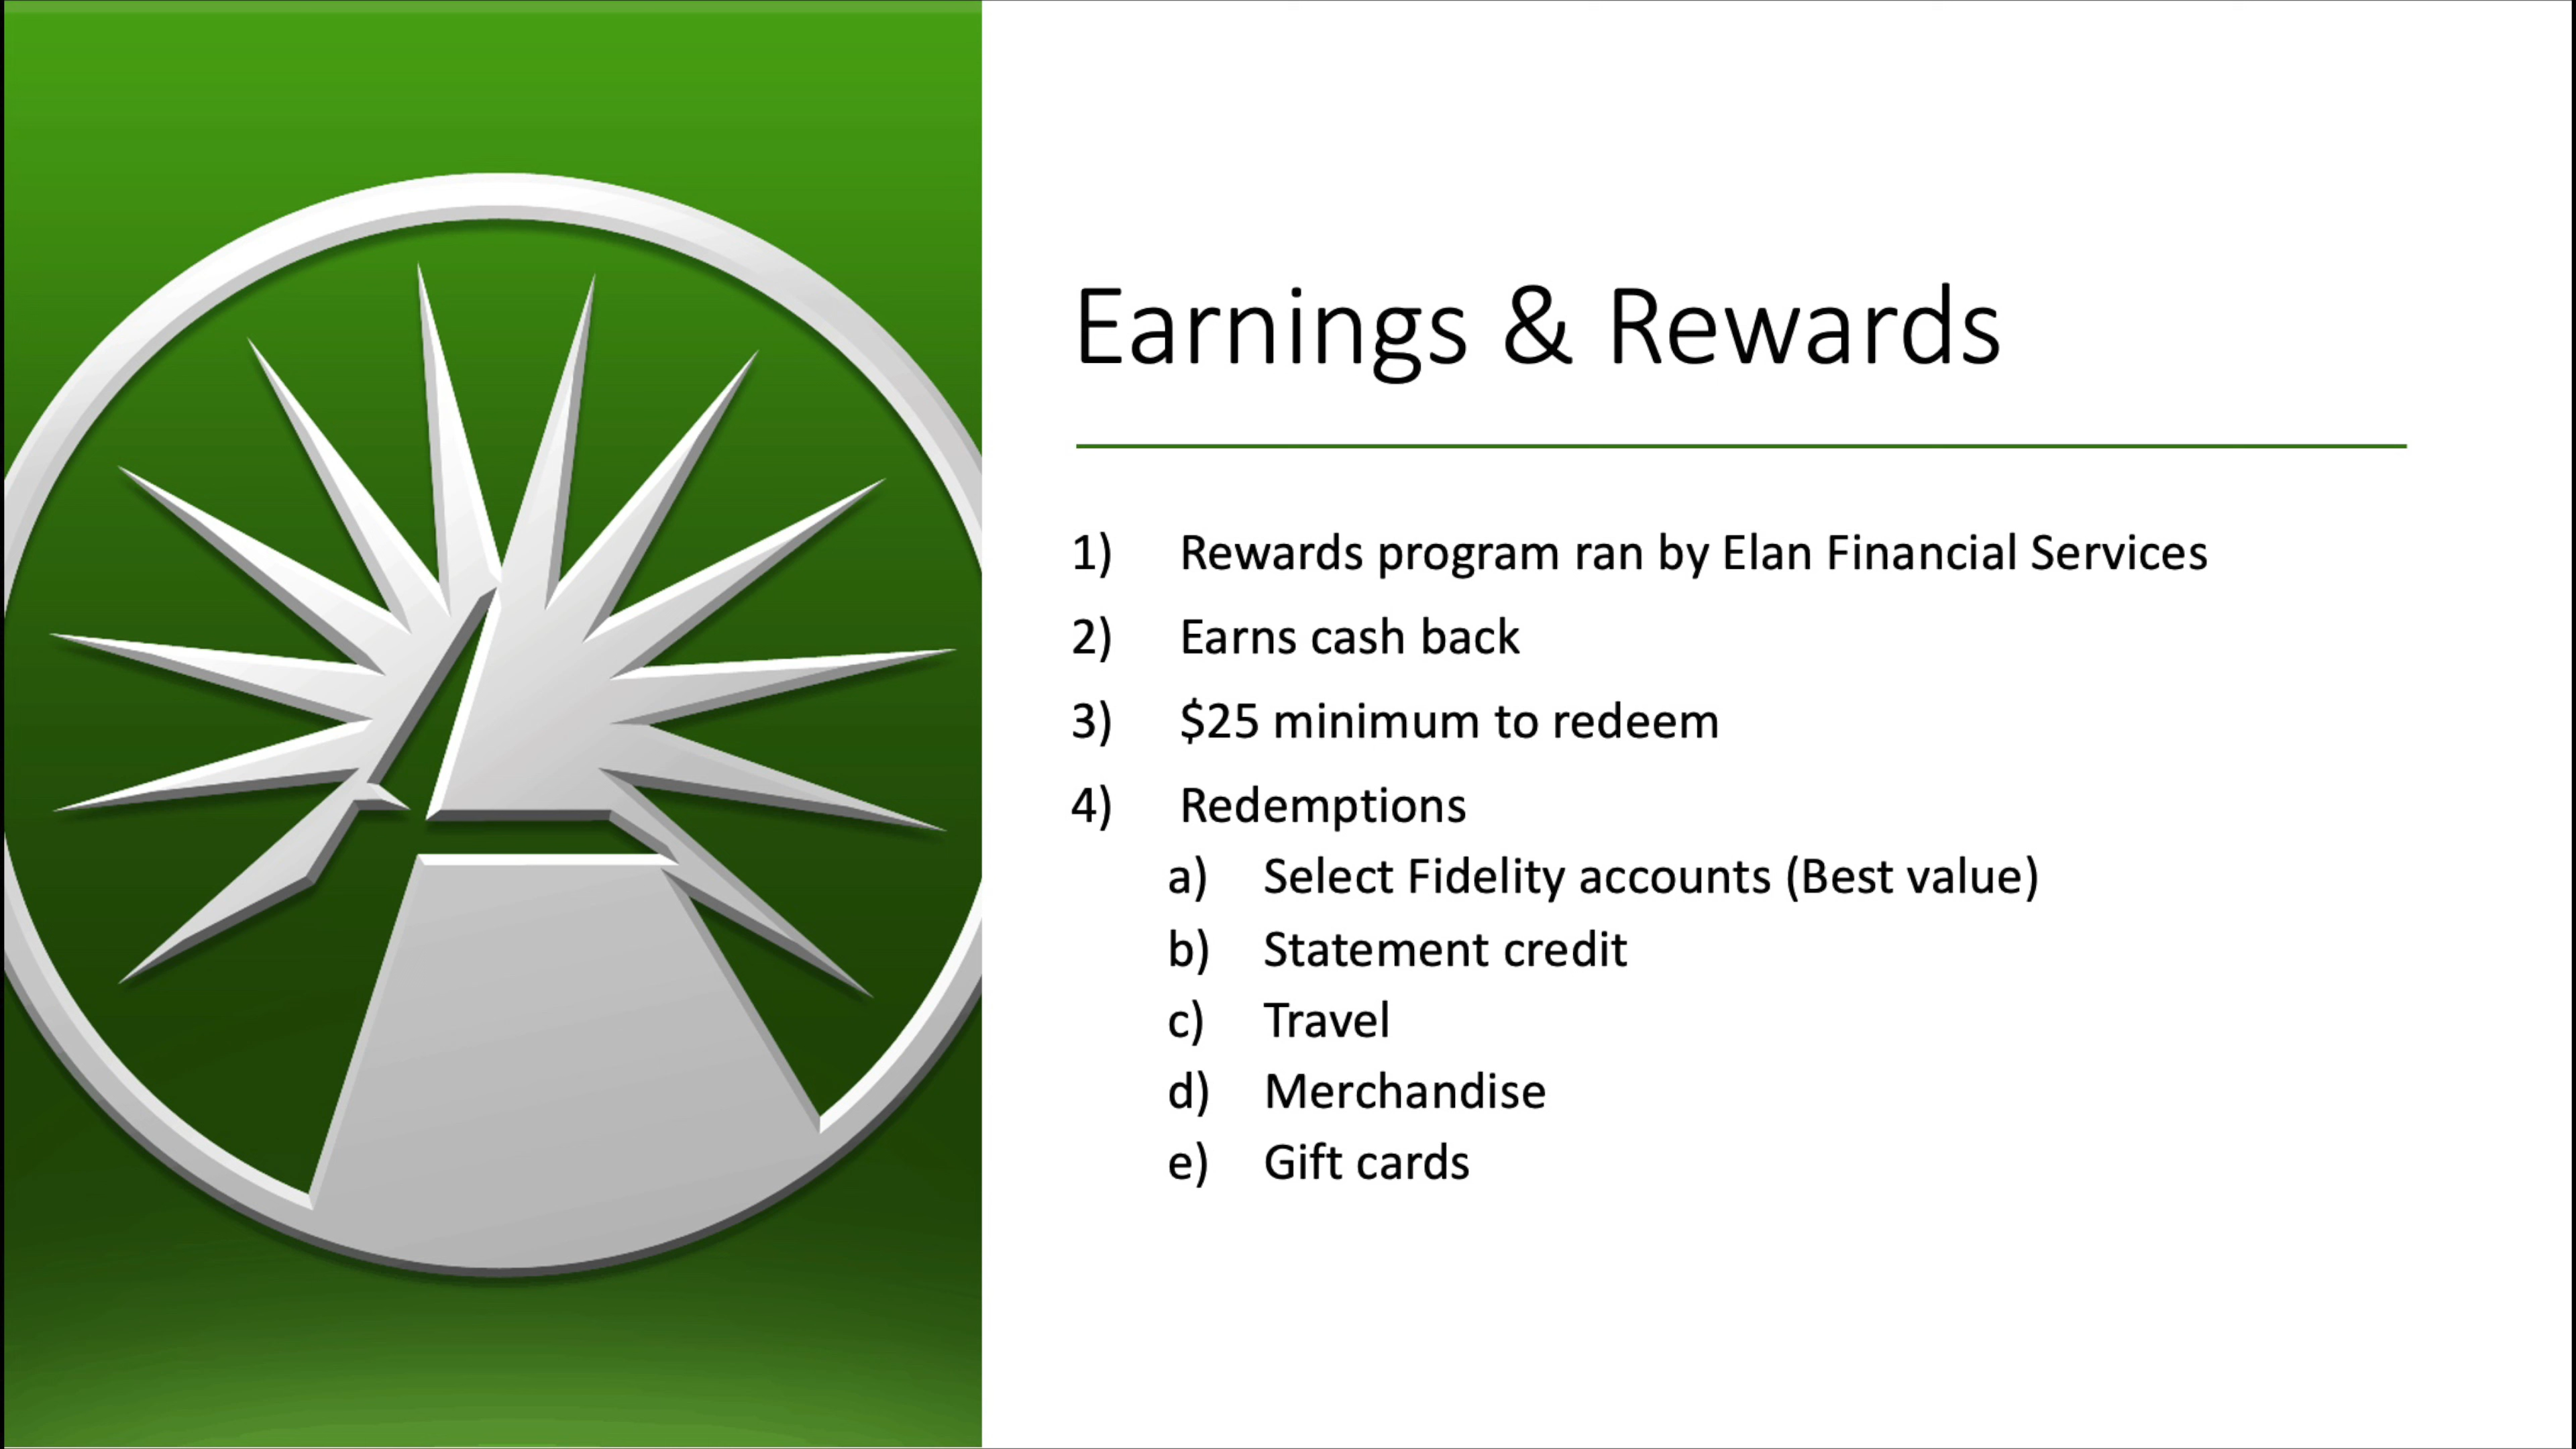 Earnings & Rewards
1) Rewards program ran by Elan Financial Services
2) Earns cash back
3) $25 minimum to redeem
4) Redemptions
a) Select Fidelity accounts (Best value)
b) Statement credit
c) Travel
d) Merchandise
e) Gift cards